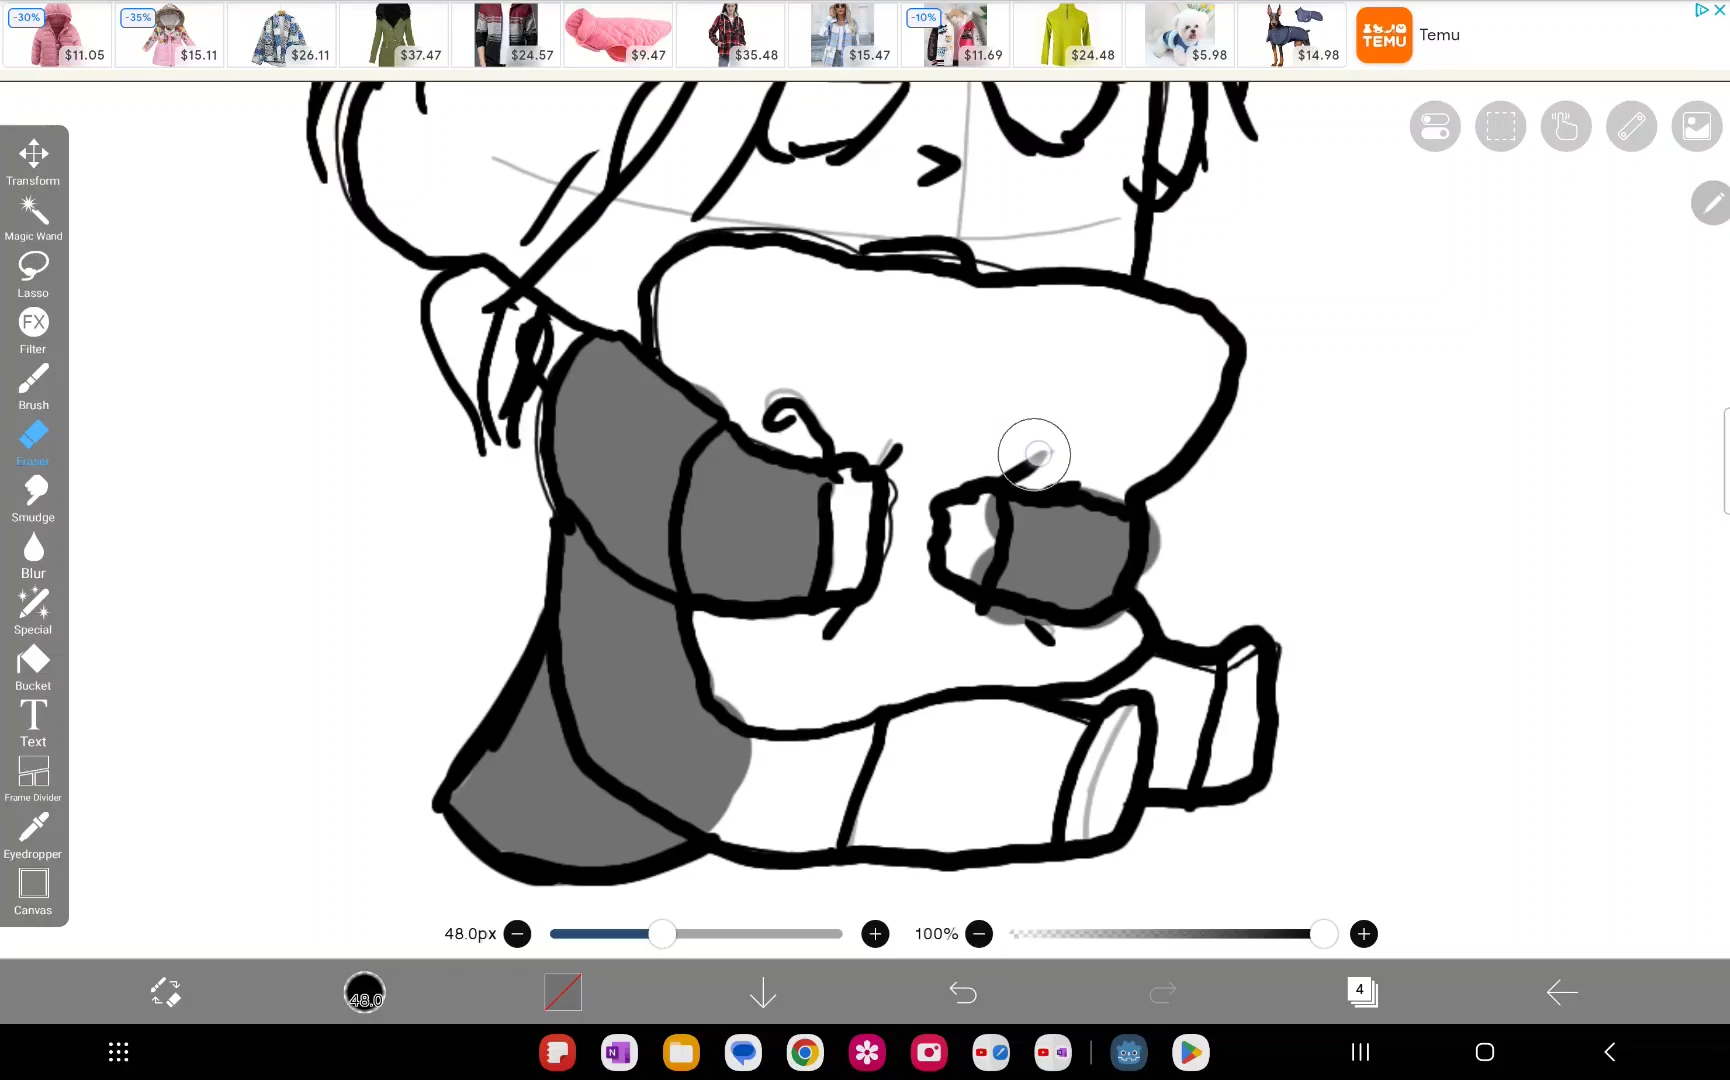 -30%
$11.05
-35%
$15.11
$26.11
$37.47
$24.57
$9.47
$35.48
$15.47
-10%
$11.69
$24.48
$5.98
$14.98
TEMU
Temu
Transform
Magic Wand
Lasso
FX
Filter
Brush
Eraser
Smudge
Blur
Special
Bucket
T
Text
Frame Divider
Eyedropper
Canvas
48.0px
100%
48.0
4
N